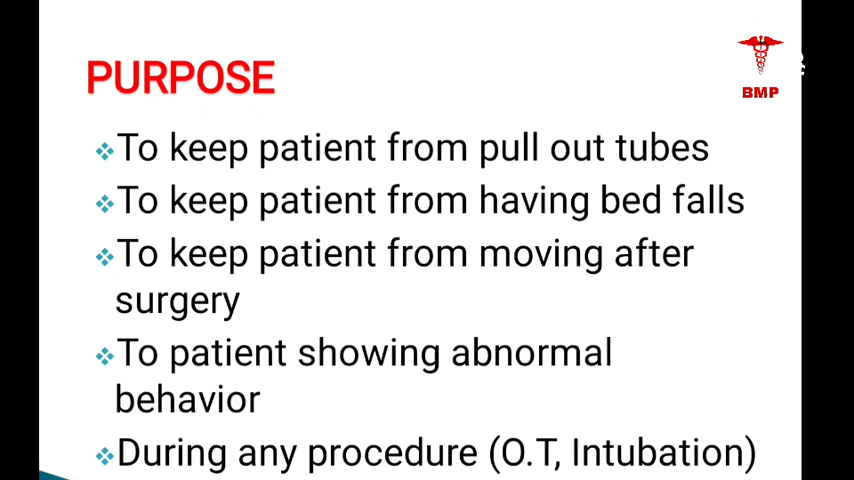 PURPOSE
BMP
To keep patient from pull out tubes
To keep patient from having bed falls
To keep patient from moving after
surgery
To patient showing abnormal
behavior
During any procedure (O.T, Intubation)